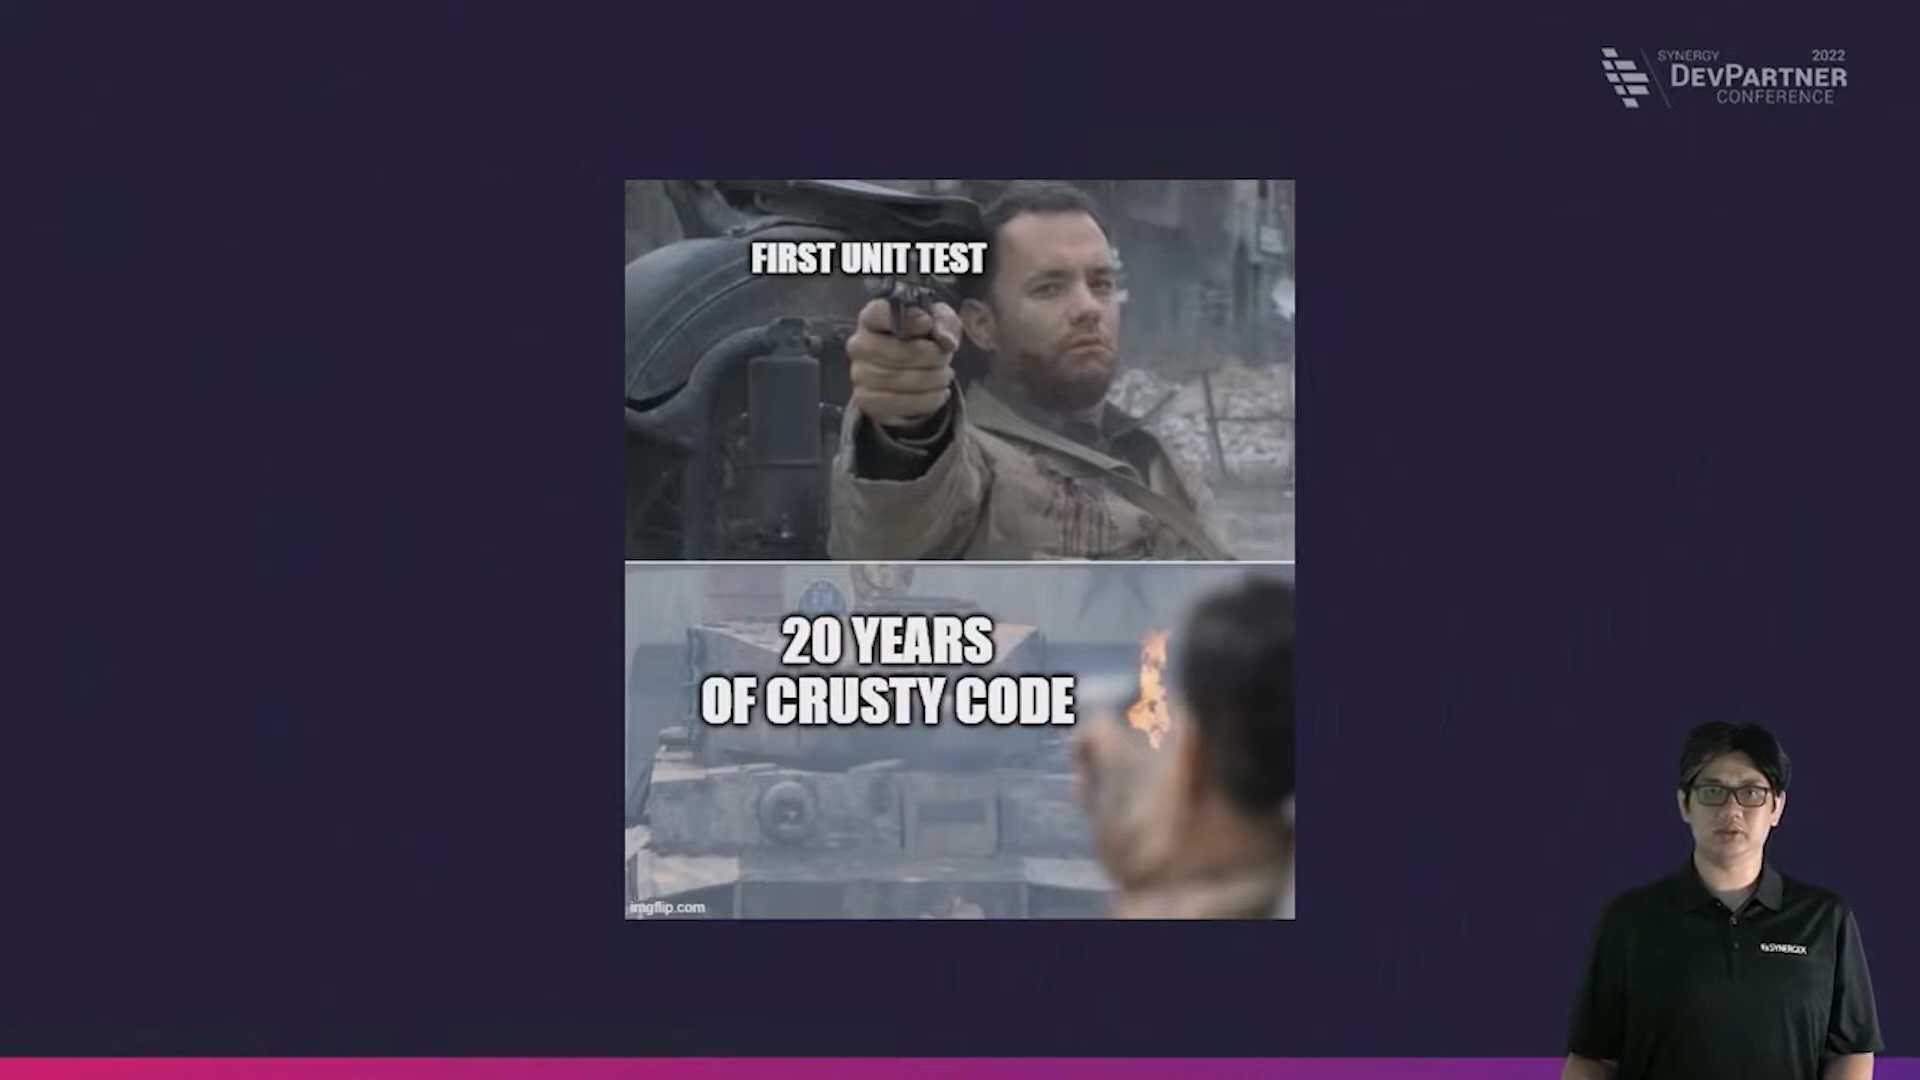 SYNERGY 2022
DEVPARTNER
CONFERENCE
FIRST UNIT TEST
20 YEARS
OF CRUSTY CODE
imgflip.com
SYNERGEX